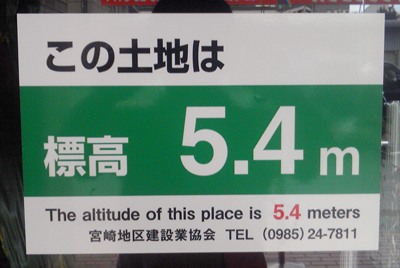 この土地は
標高 5.4m
The altitude of this place is 5.4 meters
宮崎地区建設業協会 TEL (0985) 24-7811